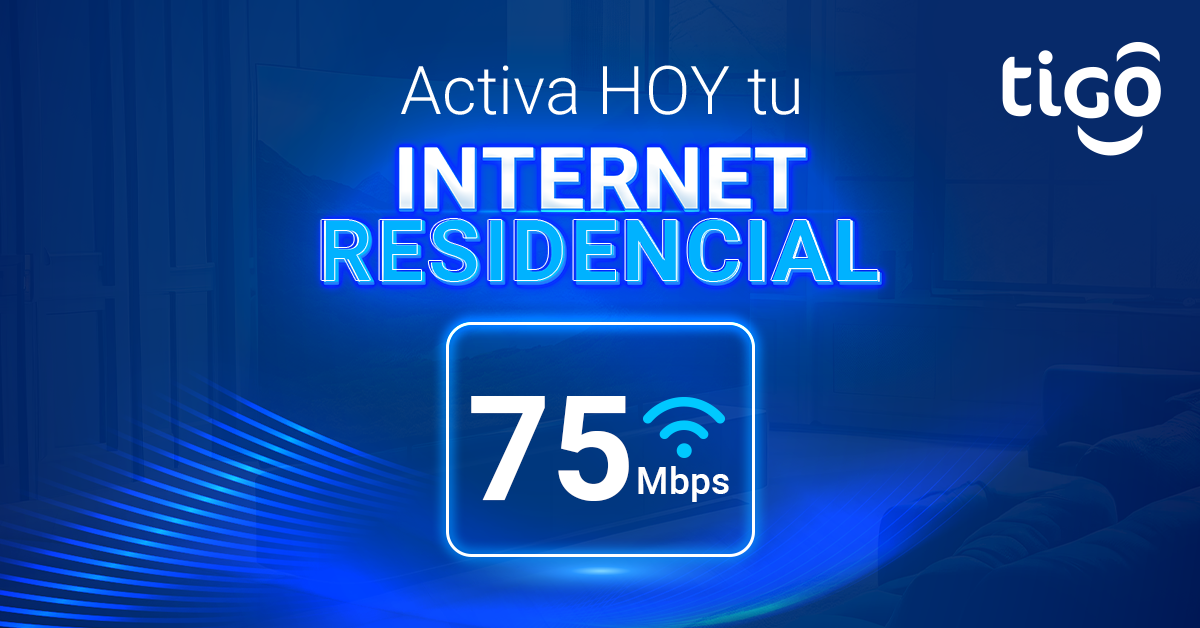 Activa HOY tu
INTERNET
RESIDENCIAL
75
Mbps
tigo